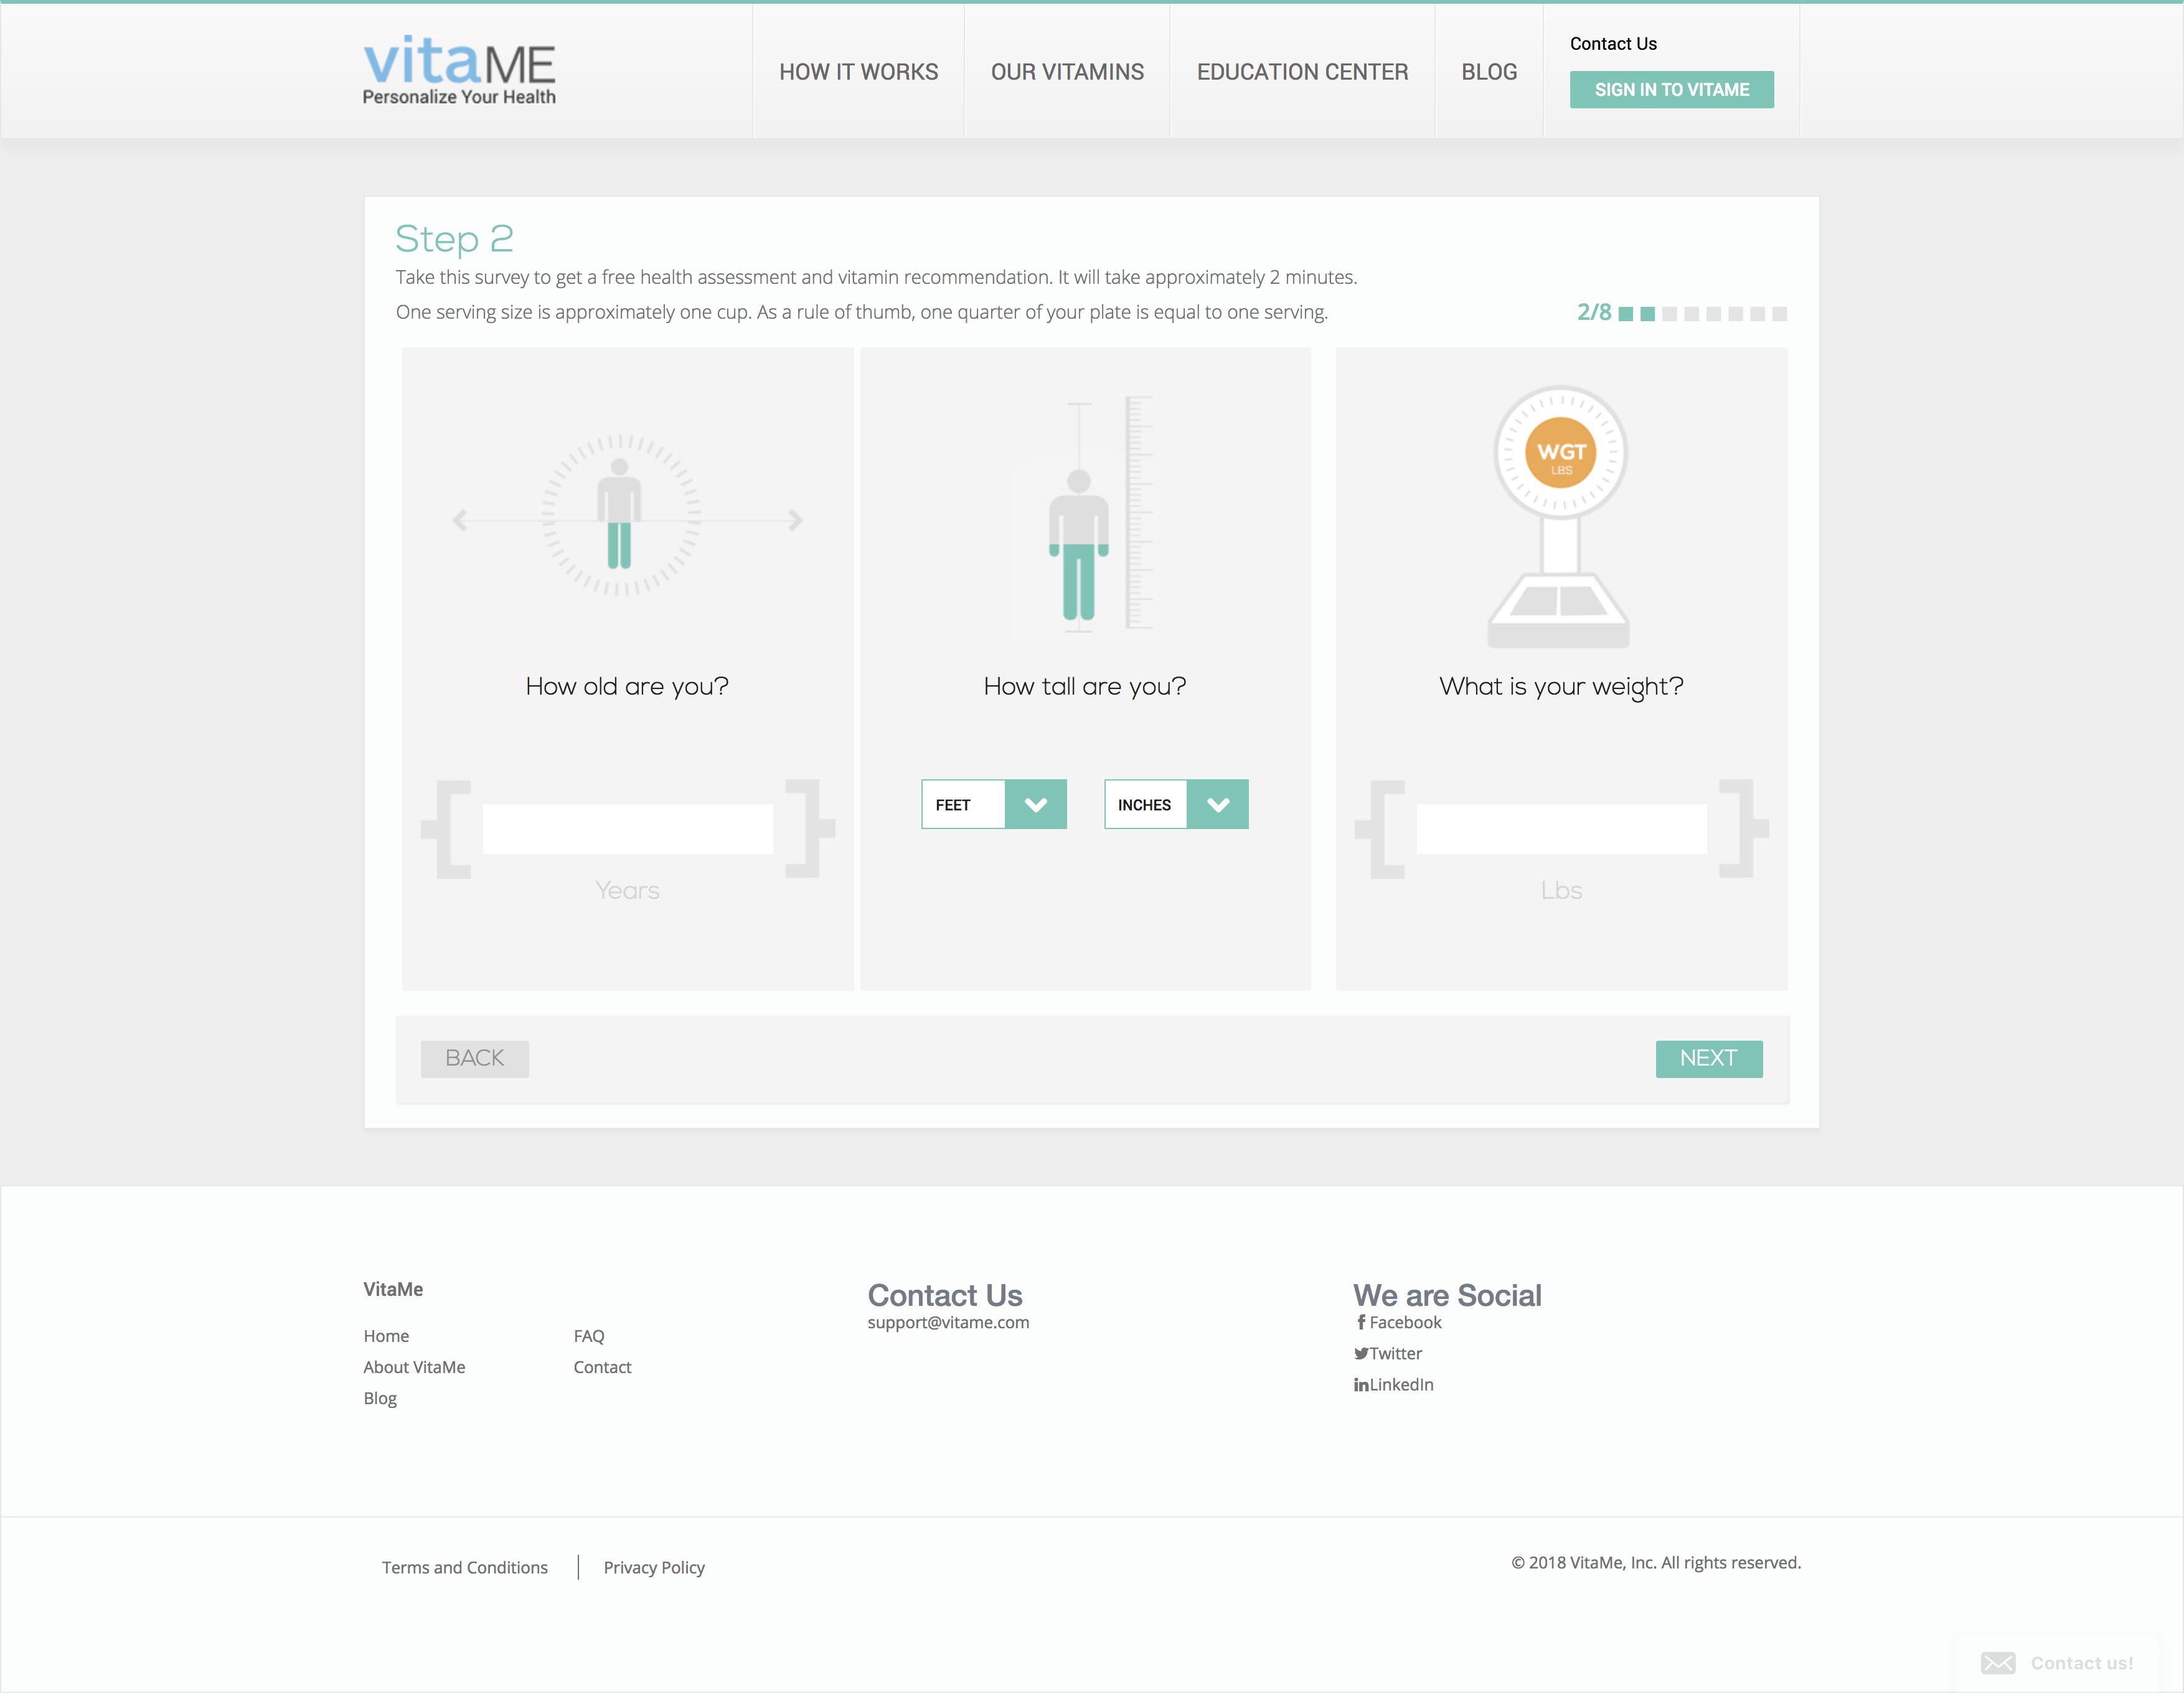 vitaME
Personalize Your Health
HOW IT WORKS
OUR VITAMINS
EDUCATION CENTER
BLOG
Contact Us
SIGN IN TO VITAME
Step 2
Take this survey to get a free health assessment and vitamin recommendation. It will take approximately 2 minutes.
One serving size is approximately one cup. As a rule of thumb, one quarter of your plate is equal to one serving.
2/8
WGT
LBS
How old are you?
How tall are you?
What is your weight?
FEET
INCHES
Years
Lbs
BACK
NEXT
VitaMe
Home
About VitaMe
Blog
FAQ
Contact
Contact Us
support@vitame.com
We are Social
Facebook
Twitter
LinkedIn
Terms and Conditions
Privacy Policy
© 2018 VitaMe, Inc. All rights reserved.
Contact us!